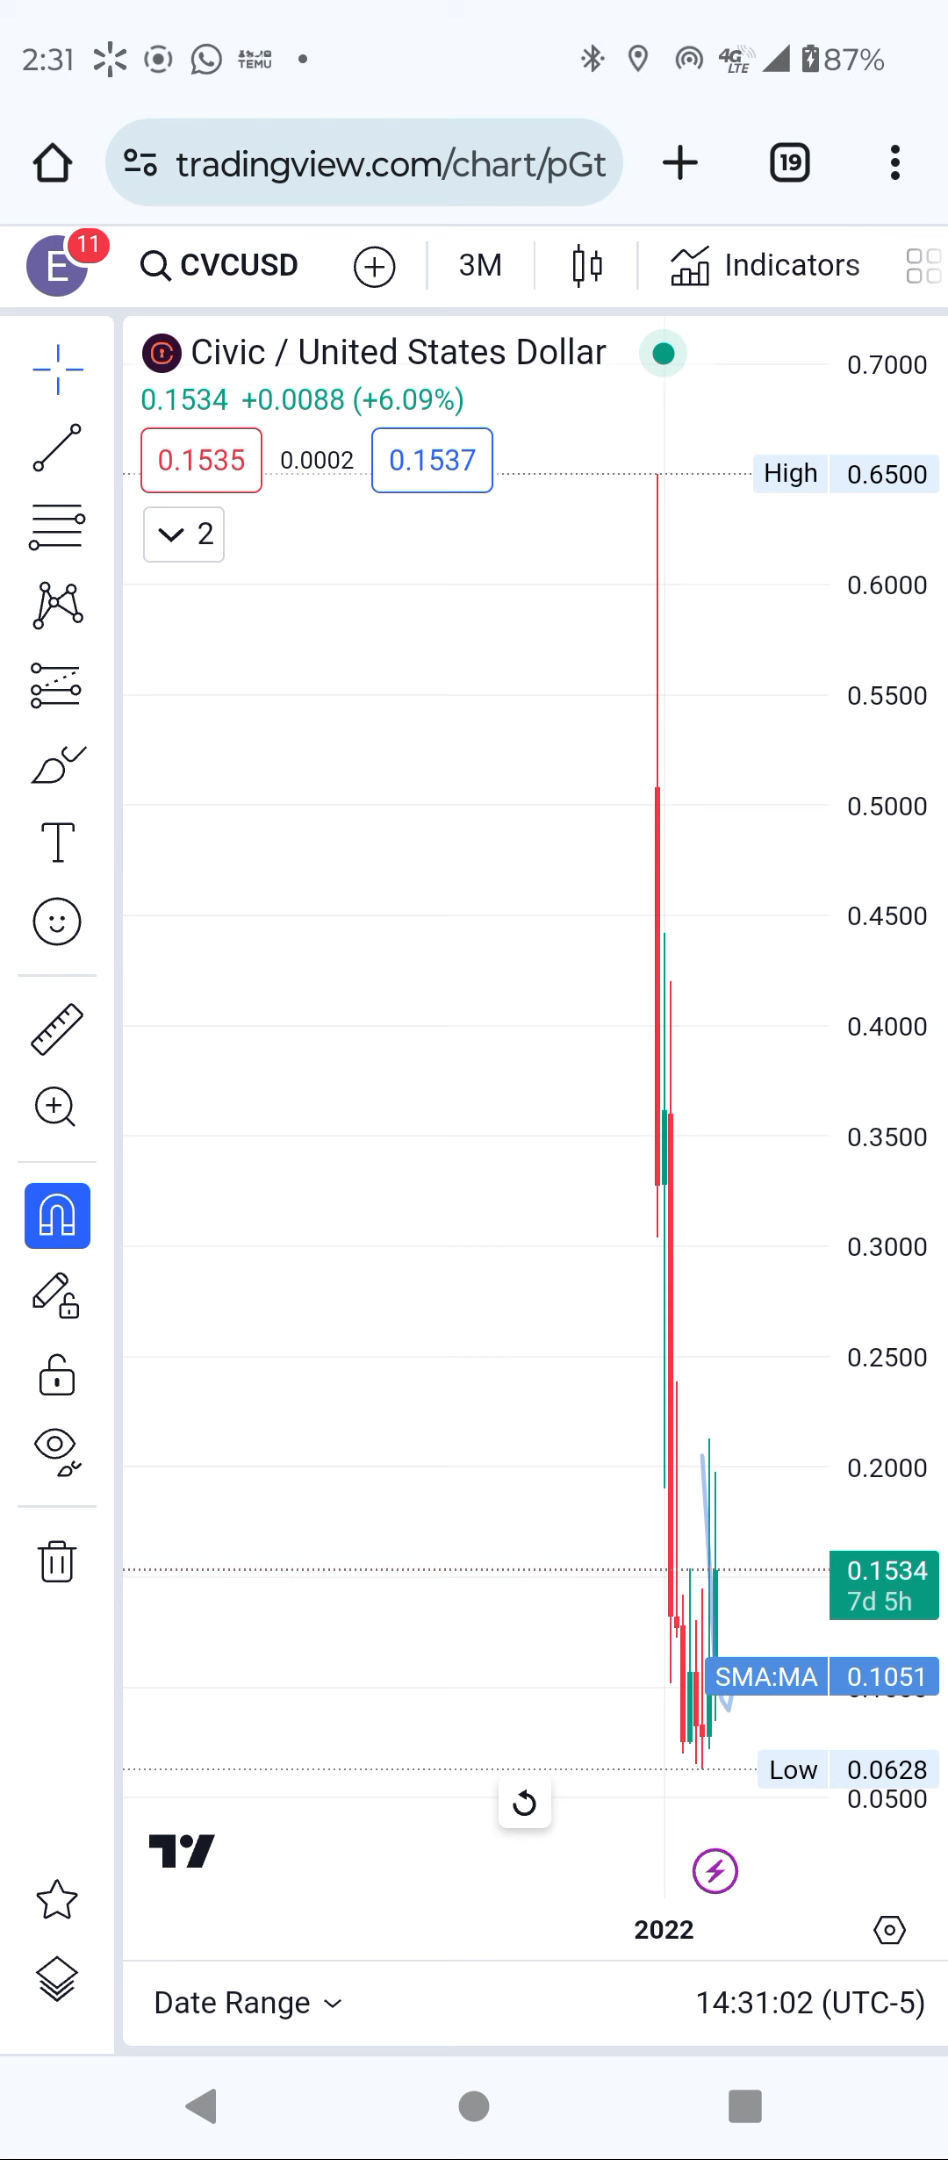 2:31
TEMU
4G LTE
87%
tradingview.com/chart/pGt
19
E
11
CVCUSD
3M
Indicators
Civic / United States Dollar
0.1534 +0.0088 (+6.09%)
0.1535
0.0002
0.1537
2
0.7000
High 0.6500
0.6000
0.5500
0.5000
0.4500
0.4000
0.3500
0.3000
0.2500
0.2000
0.1534
7d 5h
SMA:MA 0.1051
Low 0.0628
0.0500
2022
Date Range
14:31:02 (UTC-5)